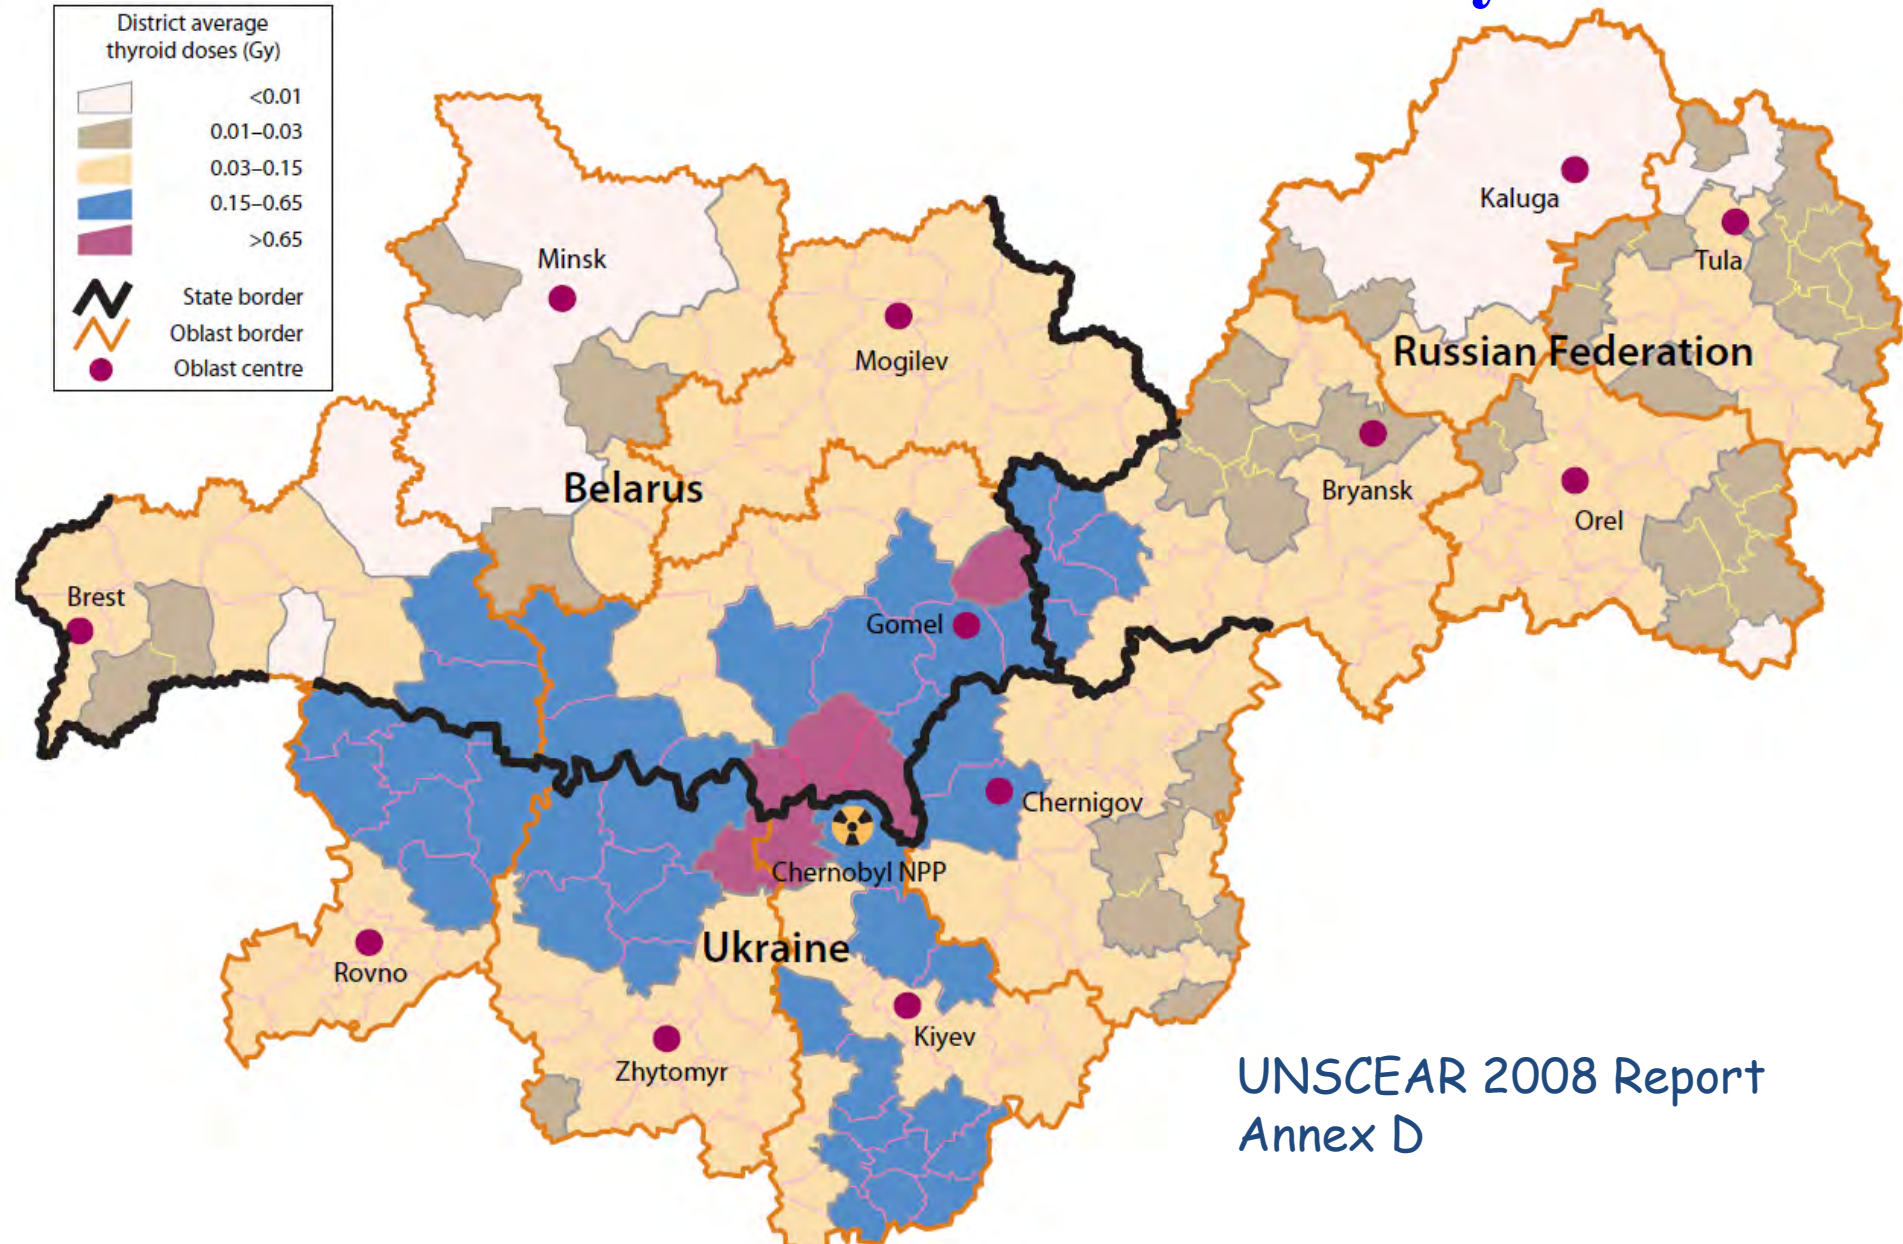 District average
thyroid doses (Gy)
<0.01
0.01–0.03
0.03–0.15
0.15–0.65
>0.65
State border
Oblast border
Oblast centre
Kaluga
Tula
Minsk
Mogilev
Russian Federation
Belarus
Bryansk
Orel
Brest
Gomel
Chernigov
Chernobyl NPP
Ukraine
Rovno
Kiyev
Zhytomyr
UNSCEAR 2008 Report
Annex D